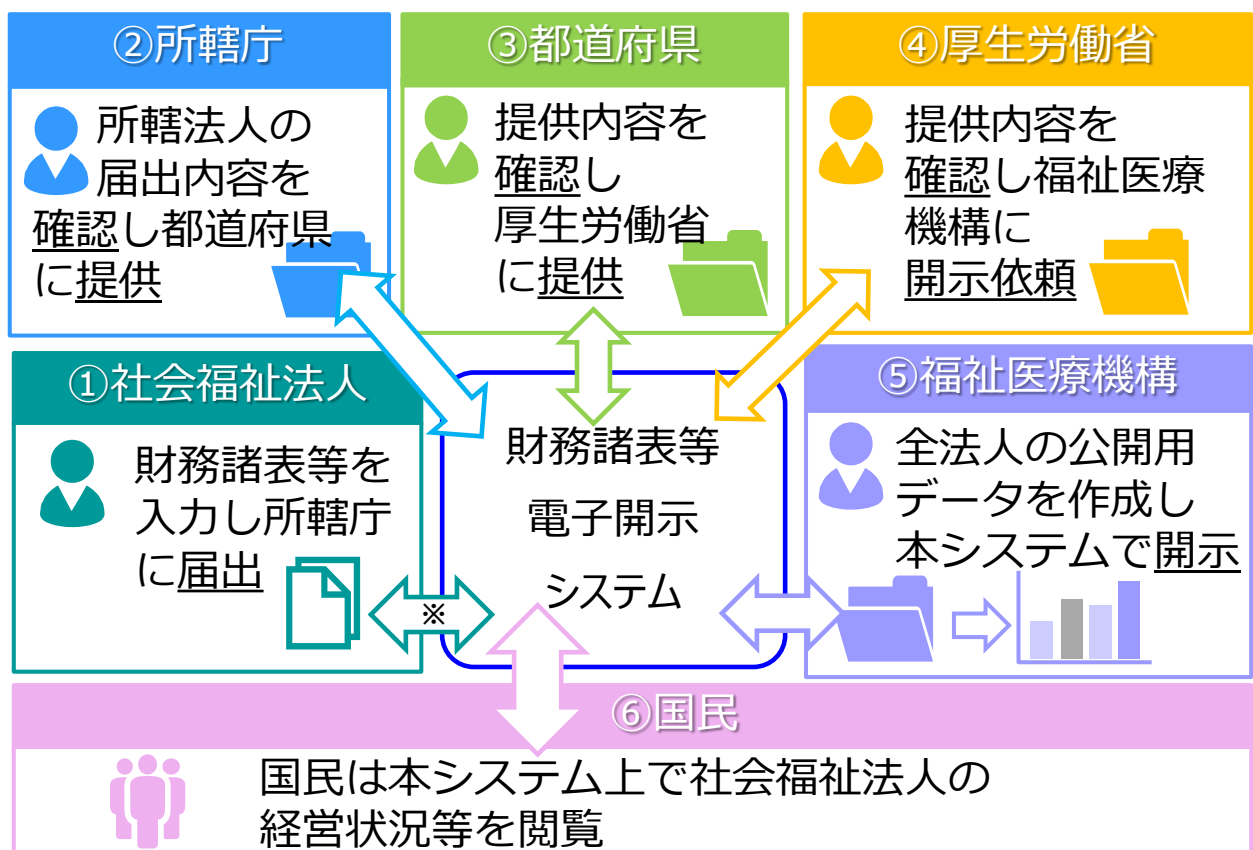 ②所轄庁
所轄法人の
届出内容を
確認し都道府県
に提供
③都道府県
提供内容を
確認し
厚生労働省
に提供
④厚生労働省
提供内容を
確認し福祉医療
機構に
開示依頼
①社会福祉法人
財務諸表等を
入力し所轄庁
に届出
※
財務諸表等
電子開示
システム
⑤福祉医療機構
全法人の公開用
データを作成し
本システムで開示
⑥国民
国民は本システム上で社会福祉法人の
経営状況等を閲覧